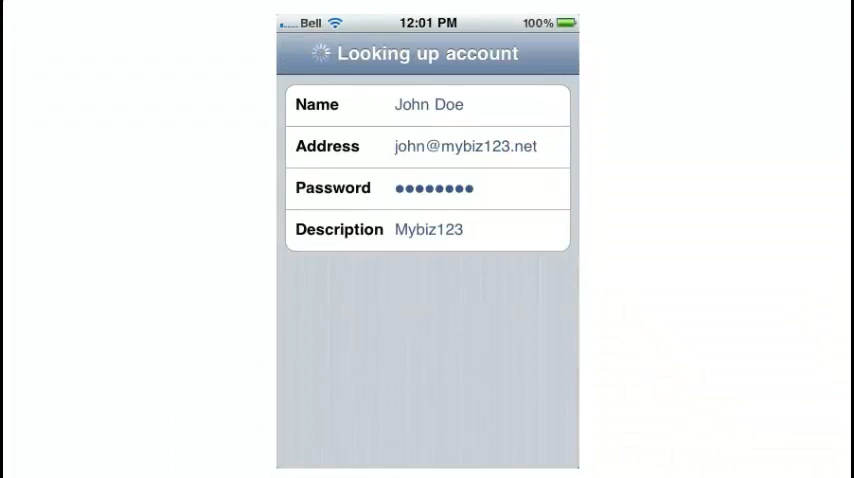 Bell 12:01 PM 100%
Looking up account
Name John Doe
Address john@mybiz123.net
Password ●●●●●●●●
Description Mybiz123